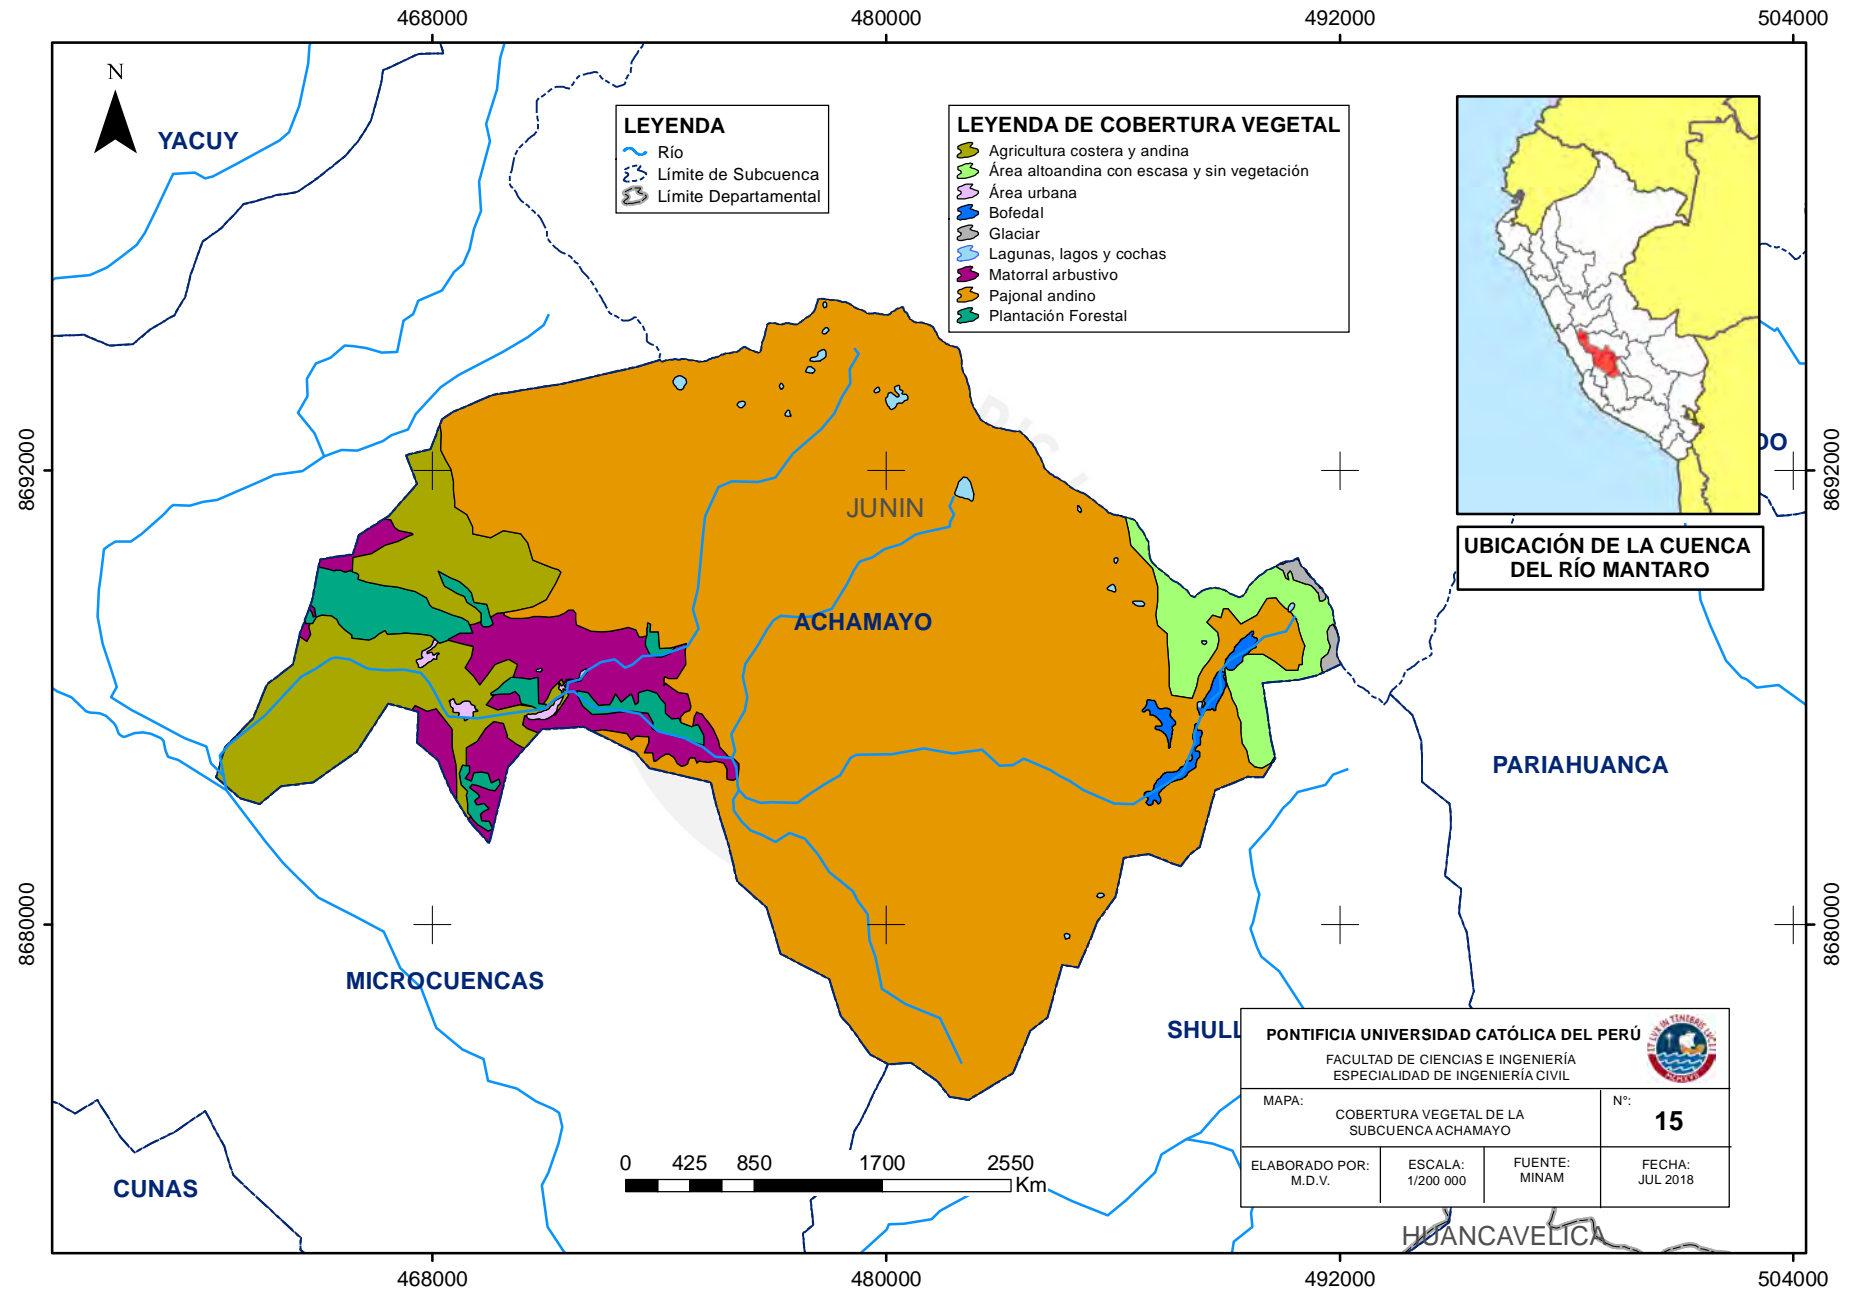 468000
480000
492000
504000
N
YACUY
LEYENDA
Río
Límite de Subcuenca
Límite Departamental
LEYENDA DE COBERTURA VEGETAL
Agricultura costera y andina
Área altoandina con escasa y sin vegetación
Área urbana
Bofedal
Glaciar
Lagunas, lagos y cochas
Matorral arbustivo
Pajonal andino
Plantación Forestal
DO
8692000
8692000
JUNIN
UBICACIÓN DE LA CUENCA
DEL RÍO MANTARO
ACHAMAYO
PARIAHUANCA
8680000
8680000
MICROCUENCAS
SHULL
CUNAS
0 425 850 1700 2550
Km
PONTIFICIA UNIVERSIDAD CATÓLICA DEL PERÚ
FACULTAD DE CIENCIAS E INGENIERÍA
ESPECIALIDAD DE INGENIERÍA CIVIL
MAPA:
COBERTURA VEGETAL DE LA
SUBCUENCA ACHAMAYO
N°:
15
ELABORADO POR:
M.D.V.
ESCALA:
1/200 000
FUENTE:
MINAM
FECHA:
JUL 2018
HUANCAVELICA
468000
480000
492000
504000